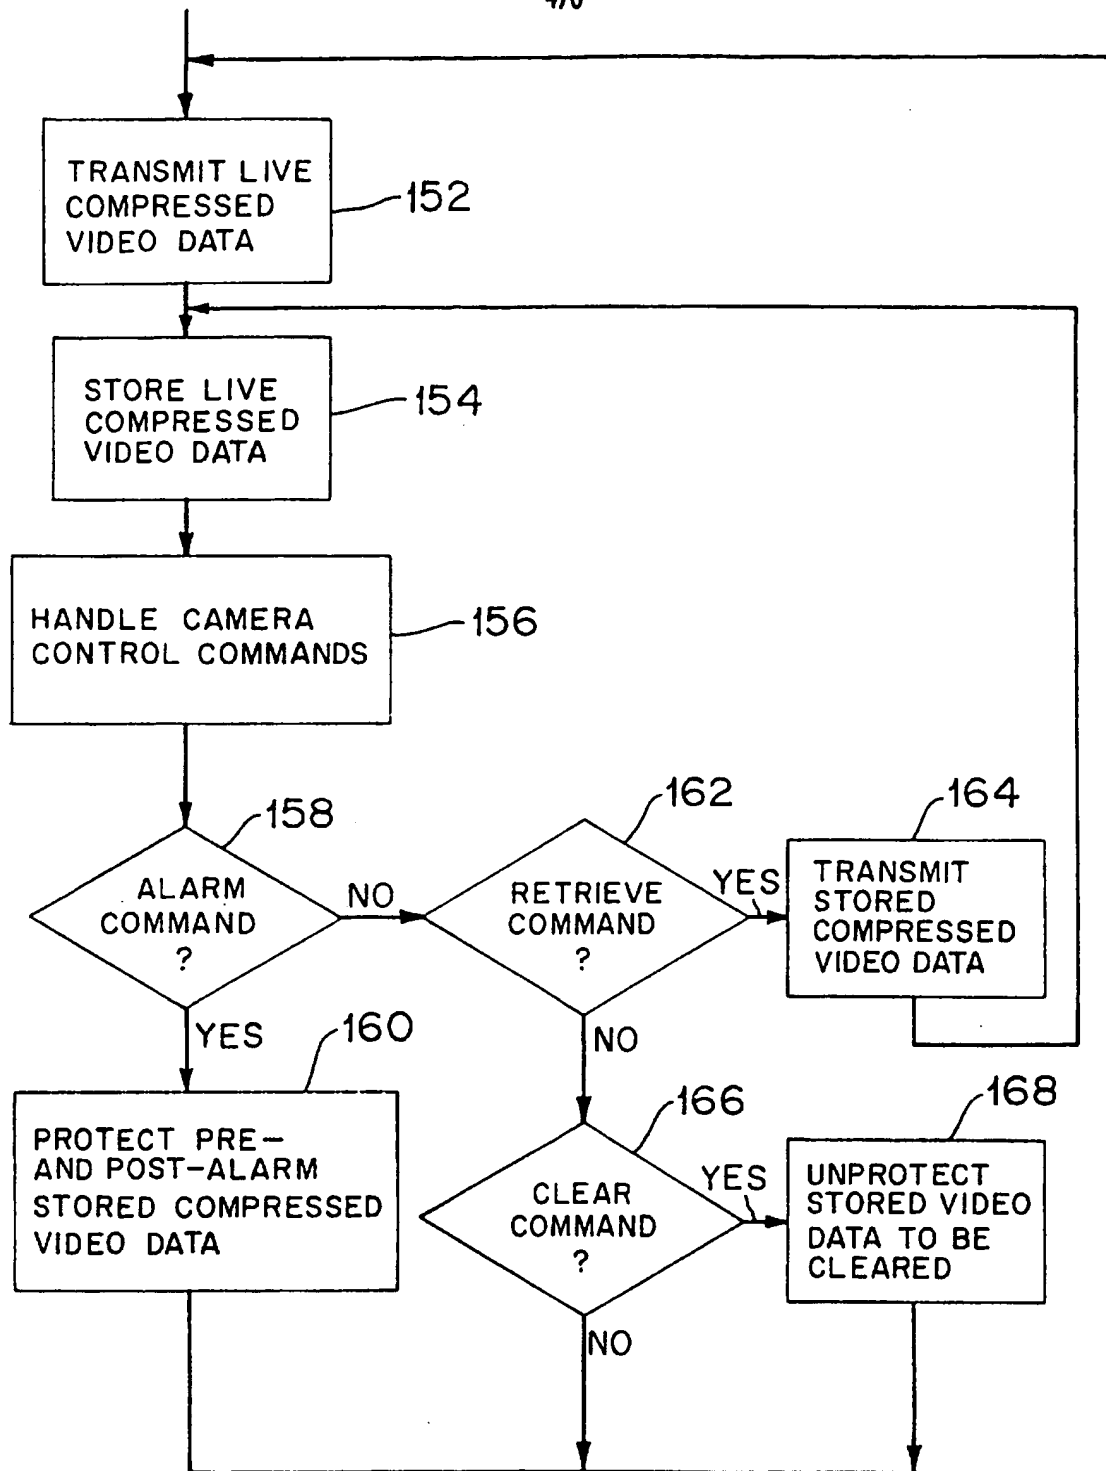 TRANSMIT LIVE
COMPRESSED
VIDEO DATA
152
STORE LIVE
COMPRESSED
VIDEO DATA
154
HANDLE CAMERA
CONTROL COMMANDS
156
158
ALARM
COMMAND
?
NO
YES
162
RETRIEVE
COMMAND
?
YES
NO
164
TRANSMIT
STORED
COMPRESSED
VIDEO DATA
160
PROTECT PRE-
AND POST-ALARM
STORED COMPRESSED
VIDEO DATA
166
CLEAR
COMMAND
?
YES
NO
168
UNPROTECT
STORED VIDEO
DATA TO BE
CLEARED